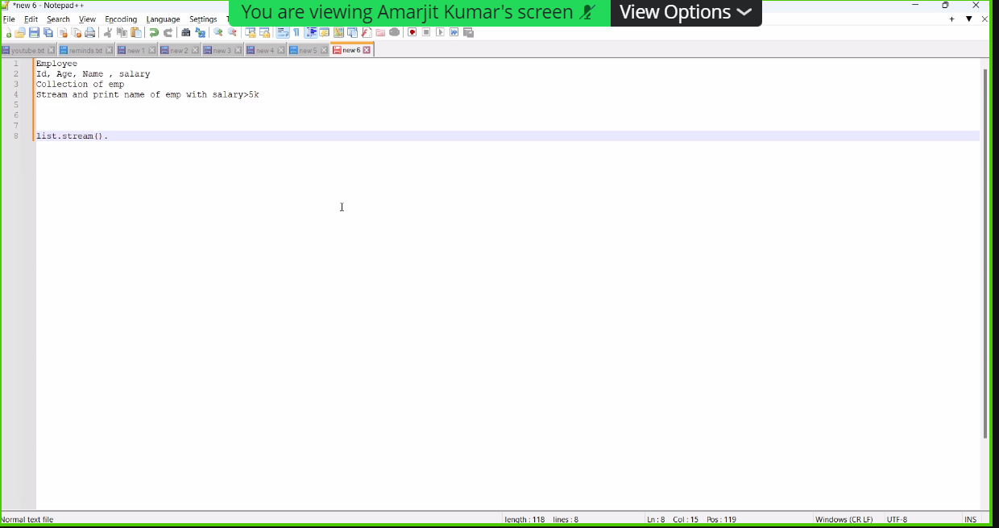 *new 6 - Notepad++
You are viewing Amarjit Kumar's screen
View Options
File Edit Search View Encoding Language Settings
youtube.txt reminds.txt new 1 new 2 new 3 new 4 new 5 new 6
1 Employee
2 Id, Age, Name , salary
3 Collection of emp
4 Stream and print name of emp with salary>5k
5
6
7
8 list.stream().
Normal text file length : 118 lines : 8 Ln : 8 Col : 15 Pos : 119 Windows (CR LF) UTF-8 INS